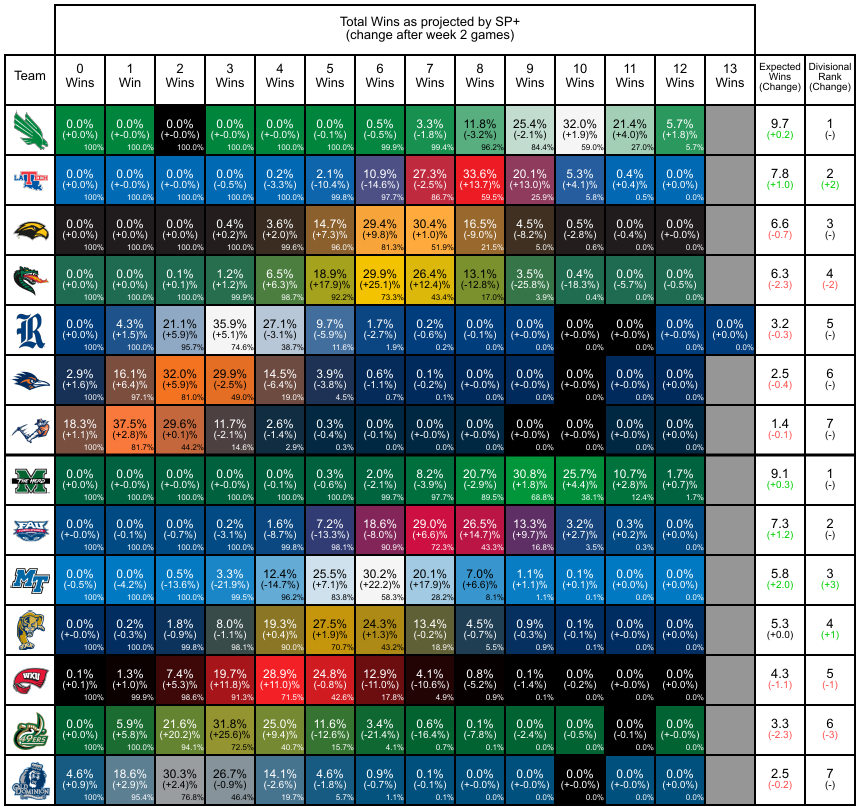 Total Wins as projected by SP+
(change after week 2 games)
Team 0 Wins 1 Win 2 Wins 3 Wins 4 Wins 5 Wins 6 Wins 7 Wins 8 Wins 9 Wins 10 Wins 11 Wins 12 Wins 13 Wins Expected Wins (Change) Divisional Rank (Change)
0.0% 0.0% 0.0% 0.0% 0.0% 0.0% 0.5% 3.3% 11.8% 25.4% 32.0% 21.4% 5.7% 9.7 1
(+0.0%) (+-0.0%) (+-0.0%) (+-0.0%) (+-0.0%) (-0.1%) (-0.5%) (-1.8%) (-3.2%) (-2.1%) (+1.9%) (+4.0%) (+1.8%) (+0.2) (-)
100% 100.0% 100.0% 100.0% 100.0% 100.0% 99.9% 99.4% 96.2% 84.4% 59.0% 27.0% 5.7%
LA TECH 0.0% 0.0% 0.0% 0.0% 0.2% 2.1% 10.9% 27.3% 33.6% 20.1% 5.3% 0.4% 0.0% 7.8 2
(+0.0%) (+-0.0%) (+-0.0%) (-0.5%) (-3.3%) (-10.4%) (-14.6%) (-2.5%) (+13.7%) (+13.0%) (+4.1%) (+0.4%) (+0.0%) (+1.0) (+2)
100% 100.0% 100.0% 100.0% 100.0% 99.8% 97.7% 86.7% 59.5% 25.9% 5.8% 0.5% 0.0%
0.0% 0.0% 0.0% 0.4% 3.6% 14.7% 29.4% 30.4% 16.5% 4.5% 0.5% 0.0% 0.0% 6.6 3
(+0.0%) (+0.0%) (+0.0%) (+0.2%) (+2.0%) (+7.3%) (+9.8%) (+1.0%) (-9.0%) (-8.2%) (-2.8%) (-0.4%) (+-0.0%) (-0.7) (-)
100% 100.0% 100.0% 100.0% 99.6% 96.0% 81.3% 51.9% 21.5% 5.0% 0.6% 0.0% 0.0%
0.0% 0.0% 0.1% 1.2% 6.5% 18.9% 29.9% 26.4% 13.1% 3.5% 0.4% 0.0% 0.0% 6.3 4
(+0.0%) (+0.0%) (+0.1%) (+1.2%) (+6.3%) (+17.9%) (+25.1%) (+12.4%) (-12.8%) (-25.8%) (-18.3%) (-5.7%) (-0.5%) (-2.3) (-2)
100% 100.0% 100.0% 99.9% 98.7% 92.2% 73.3% 43.4% 17.0% 3.9% 0.4% 0.0% 0.0%
R 0.0% 4.3% 21.1% 35.9% 27.1% 9.7% 1.7% 0.2% 0.0% 0.0% 0.0% 0.0% 0.0% 0.0% 3.2 5
(+0.0%) (+1.5%) (+5.9%) (+5.1%) (-3.1%) (-5.9%) (-2.7%) (-0.6%) (-0.1%) (+-0.0%) (+-0.0%) (+-0.0%) (+-0.0%) (+0.0%) (-0.3) (-)
100% 100.0% 95.7% 74.6% 38.7% 11.6% 1.9% 0.2% 0.0% 0.0% 0.0% 0.0% 0.0% 0.0%
2.9% 16.1% 32.0% 29.9% 14.5% 3.9% 0.6% 0.1% 0.0% 0.0% 0.0% 0.0% 0.0% 2.5 6
(+1.6%) (+6.4%) (+5.9%) (-2.5%) (-6.4%) (-3.8%) (-1.1%) (-0.2%) (+-0.0%) (+-0.0%) (+-0.0%) (+-0.0%) (+-0.0%) (-0.4) (-)
100% 97.1% 81.0% 49.0% 19.0% 4.5% 0.7% 0.1% 0.0% 0.0% 0.0% 0.0% 0.0%
18.3% 37.5% 29.6% 11.7% 2.6% 0.3% 0.0% 0.0% 0.0% 0.0% 0.0% 0.0% 0.0% 1.4 7
(+1.1)% (+2.8)% (+0.1)% (-2.1%) (-1.4%) (-0.4%) (-0.1%) (+-0.0%) (+-0.0%) (+-0.0%) (+-0.0%) (+-0.0%) (+-0.0%) (-0.1) (-)
100% 81.7% 44.2% 14.6% 2.9% 0.3% 0.0% 0.0% 0.0% 0.0% 0.0% 0.0% 0.0%
M THE HERD 0.0% 0.0% 0.0% 0.0% 0.0% 0.3% 2.0% 8.2% 20.7% 30.8% 25.7% 10.7% 1.7% 9.1 1
(+0.0%) (+-0.0%) (+-0.0%) (+-0.0%) (-0.1%) (-0.6%) (-2.1%) (-3.9%) (-2.9%) (+1.8%) (+4.4%) (+2.8%) (+0.7%) (+0.3) (-)
100% 100.0% 100.0% 100.0% 100.0% 100.0% 99.7% 97.7% 89.5% 68.8% 38.1% 12.4% 1.7%
FAU 0.0% 0.0% 0.0% 0.2% 1.6% 7.2% 18.6% 29.0% 26.5% 13.3% 3.2% 0.3% 0.0% 7.3 2
(+-0.0%) (-0.1%) (-0.7%) (-3.1%) (-8.7%) (-13.3%) (-8.0%) (+6.6%) (+14.7%) (+9.7%) (+2.7%) (+0.2%) (+0.0%) (+1.2) (-)
100% 100.0% 100.0% 100.0% 99.8% 98.1% 90.9% 72.3% 43.3% 16.8% 3.5% 0.3% 0.0%
MT 0.0% 0.0% 0.5% 3.3% 12.4% 25.5% 30.2% 20.1% 7.0% 1.1% 0.1% 0.0% 0.0% 5.8 3
(-0.5%) (-4.2%) (-13.6%) (-21.9%) (-14.7%) (+7.1%) (+22.2%) (+17.9%) (+6.6%) (+1.1%) (+0.1%) (+0.0%) (+0.0%) (+2.0) (+3)
100% 100.0% 100.0% 99.5% 96.2% 83.8% 58.3% 28.2% 8.1% 1.1% 0.1% 0.0% 0.0%
0.0% 0.2% 1.8% 8.0% 19.3% 27.5% 24.3% 13.4% 4.5% 0.9% 0.1% 0.0% 0.0% 5.3 4
(+-0.0%) (-0.3%) (-0.9%) (-1.1%) (+0.4%) (+1.9%) (+1.3%) (-0.2%) (-0.7%) (-0.3%) (-0.1%) (+-0.0%) (+-0.0%) (+0.0) (+1)
100% 100.0% 99.8% 98.1% 90.0% 70.7% 43.2% 18.9% 5.5% 0.9% 0.1% 0.0% 0.0%
WKU 0.1% 1.3% 7.4% 19.7% 28.9% 24.8% 12.9% 4.1% 0.8% 0.1% 0.0% 0.0% 0.0% 4.3 5
(+0.1%) (+1.0%) (+5.3%) (+11.8%) (+11.0%) (-0.8%) (-11.0%) (-10.6%) (-5.2%) (-1.4%) (-0.2%) (+-0.0%) (+-0.0%) (-1.1) (-1)
100% 99.9% 98.6% 91.3% 71.5% 42.6% 17.8% 4.9% 0.9% 0.1% 0.0% 0.0% 0.0%
49ERS 0.0% 5.9% 21.6% 31.8% 25.0% 11.6% 3.4% 0.6% 0.1% 0.0% 0.0% 0.0% 0.0% 3.3 6
(+0.0%) (+5.8%) (+20.2%) (+25.6%) (+9.4%) (-12.6%) (-21.4%) (-16.4%) (-7.8%) (-2.4%) (-0.5%) (-0.1%) (+-0.0%) (-2.3) (-3)
100% 100.0% 94.1% 72.5% 40.7% 15.7% 4.1% 0.7% 0.1% 0.0% 0.0% 0.0% 0.0%
OLD DOMINION 4.6% 18.6% 30.3% 26.7% 14.1% 4.6% 0.9% 0.1% 0.0% 0.0% 0.0% 0.0% 0.0% 2.5 7
(+0.9%) (+2.9%) (+2.4%) (-0.9%) (-2.6%) (-1.8%) (-0.7%) (-0.1%) (+-0.0%) (+-0.0%) (+-0.0%) (+-0.0%) (+-0.0%) (-0.2) (-)
100% 95.4% 76.8% 46.4% 19.7% 5.7% 1.1% 0.1% 0.0% 0.0% 0.0% 0.0% 0.0%